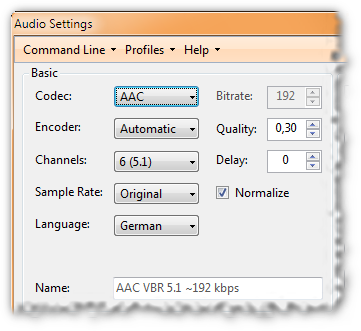 Audio Settings
Command Line Profiles Help
Basic
Codec: AAC Bitrate: 192
Encoder: Automatic Quality: 0,30
Channels: 6 (5.1) Delay: 0
Sample Rate: Original Normalize
Language: German
Name: AAC VBR 5.1 ~192 kbps